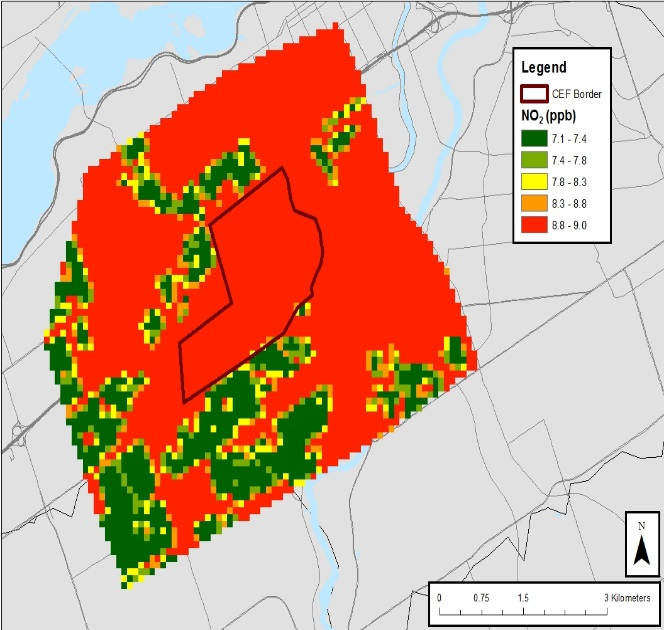 Legend
CEF Border
NO₂ (ppb)
7.1 - 7.4
7.4 - 7.8
7.8 - 8.3
8.3 - 8.8
8.8 - 9.0
N
0 0.75 1.5 3 Kilometers